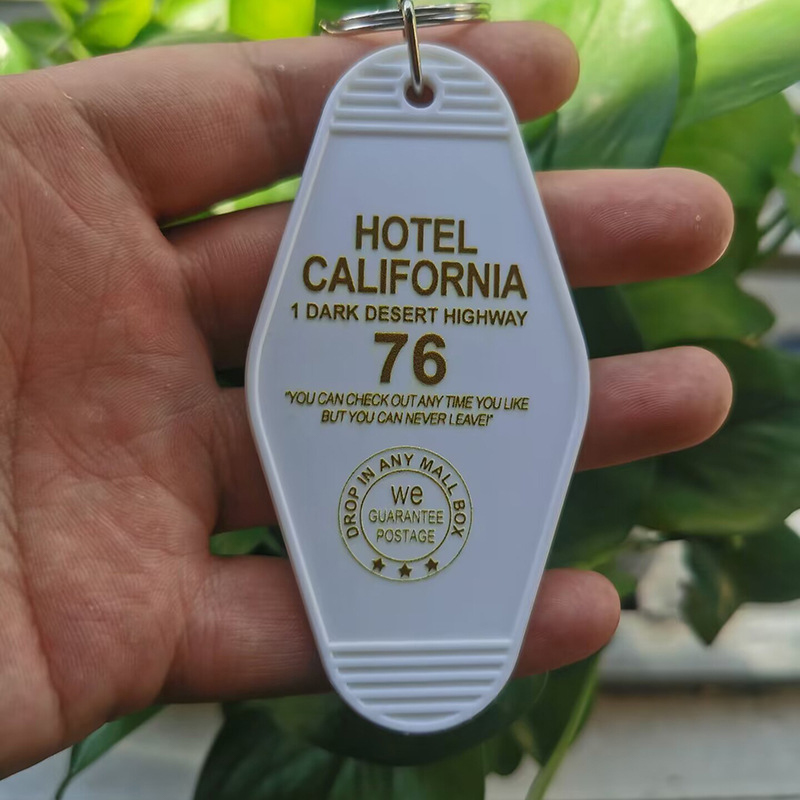 HOTEL
CALIFORNIA
1 DARK DESERT HIGHWAY
76
"YOU CAN CHECK OUT ANY TIME YOU LIKE
BUT YOU CAN NEVER LEAVE!"
DROP IN ANY MALL BOX
we
GUARANTEE
POSTAGE